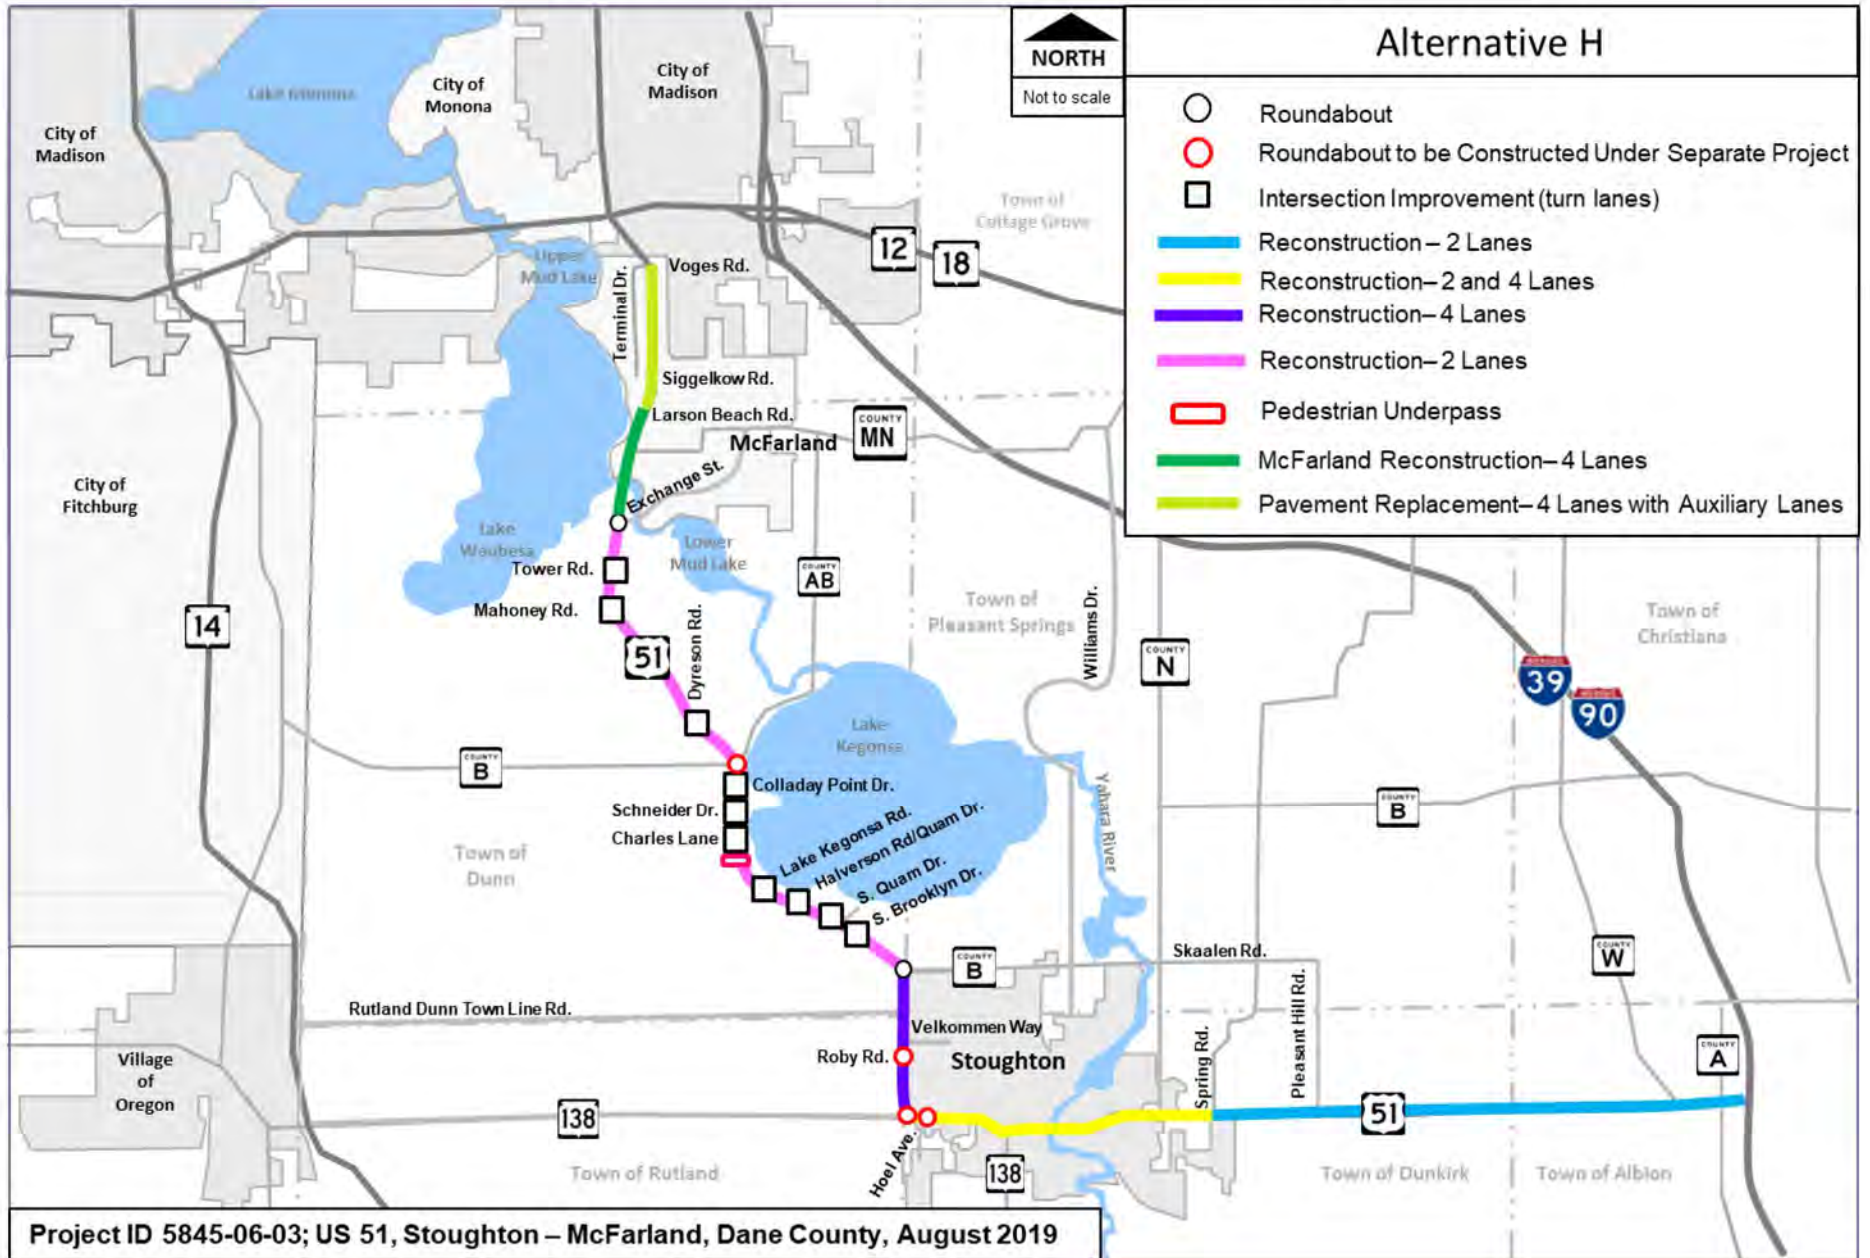 Alternative H
NORTH
Not to scale
Roundabout
Roundabout to be Constructed Under Separate Project
Intersection Improvement (turn lanes)
Reconstruction– 2 Lanes
Reconstruction– 2 and 4 Lanes
Reconstruction– 4 Lanes
Reconstruction– 2 Lanes
Pedestrian Underpass
McFarland Reconstruction– 4 Lanes
Pavement Replacement– 4 Lanes with Auxiliary Lanes
Lake Monona
City of
Monona
City of
Madison
City of
Madison
Town of
Cottage Grove
12
18
Upper
Mud Lake
Voges Rd.
Terminal Dr.
Siggelkow Rd.
Larson Beach Rd.
McFarland
COUNTY
MN
Exchange St.
City of
Fitchburg
Lake
Waubesa
Lower
Mud Lake
Tower Rd.
COUNTY
AB
Mahoney Rd.
14
51
Dyreson Rd.
Town of
Pleasant Springs
Williams Dr.
COUNTY
N
Town of
Christiana
39
90
Lake
Kegonsa
COUNTY
B
Colladay Point Dr.
Schneider Dr.
Charles Lane
Lake Kegonsa Rd.
Halverson Rd/Quam Dr.
S. Quam Dr.
S. Brooklyn Dr.
Yahara River
COUNTY
B
Town of
Dunn
COUNTY
B
Skaalen Rd.
COUNTY
W
Rutland Dunn Town Line Rd.
Velkommen Way
Roby Rd.
Stoughton
Spring Rd.
Pleasant Hill Rd.
COUNTY
A
Village
of
Oregon
138
51
Hoel Ave.
138
Town of Rutland
Town of Dunkirk
Town of Albion
Project ID 5845-06-03; US 51, Stoughton – McFarland, Dane County, August 2019